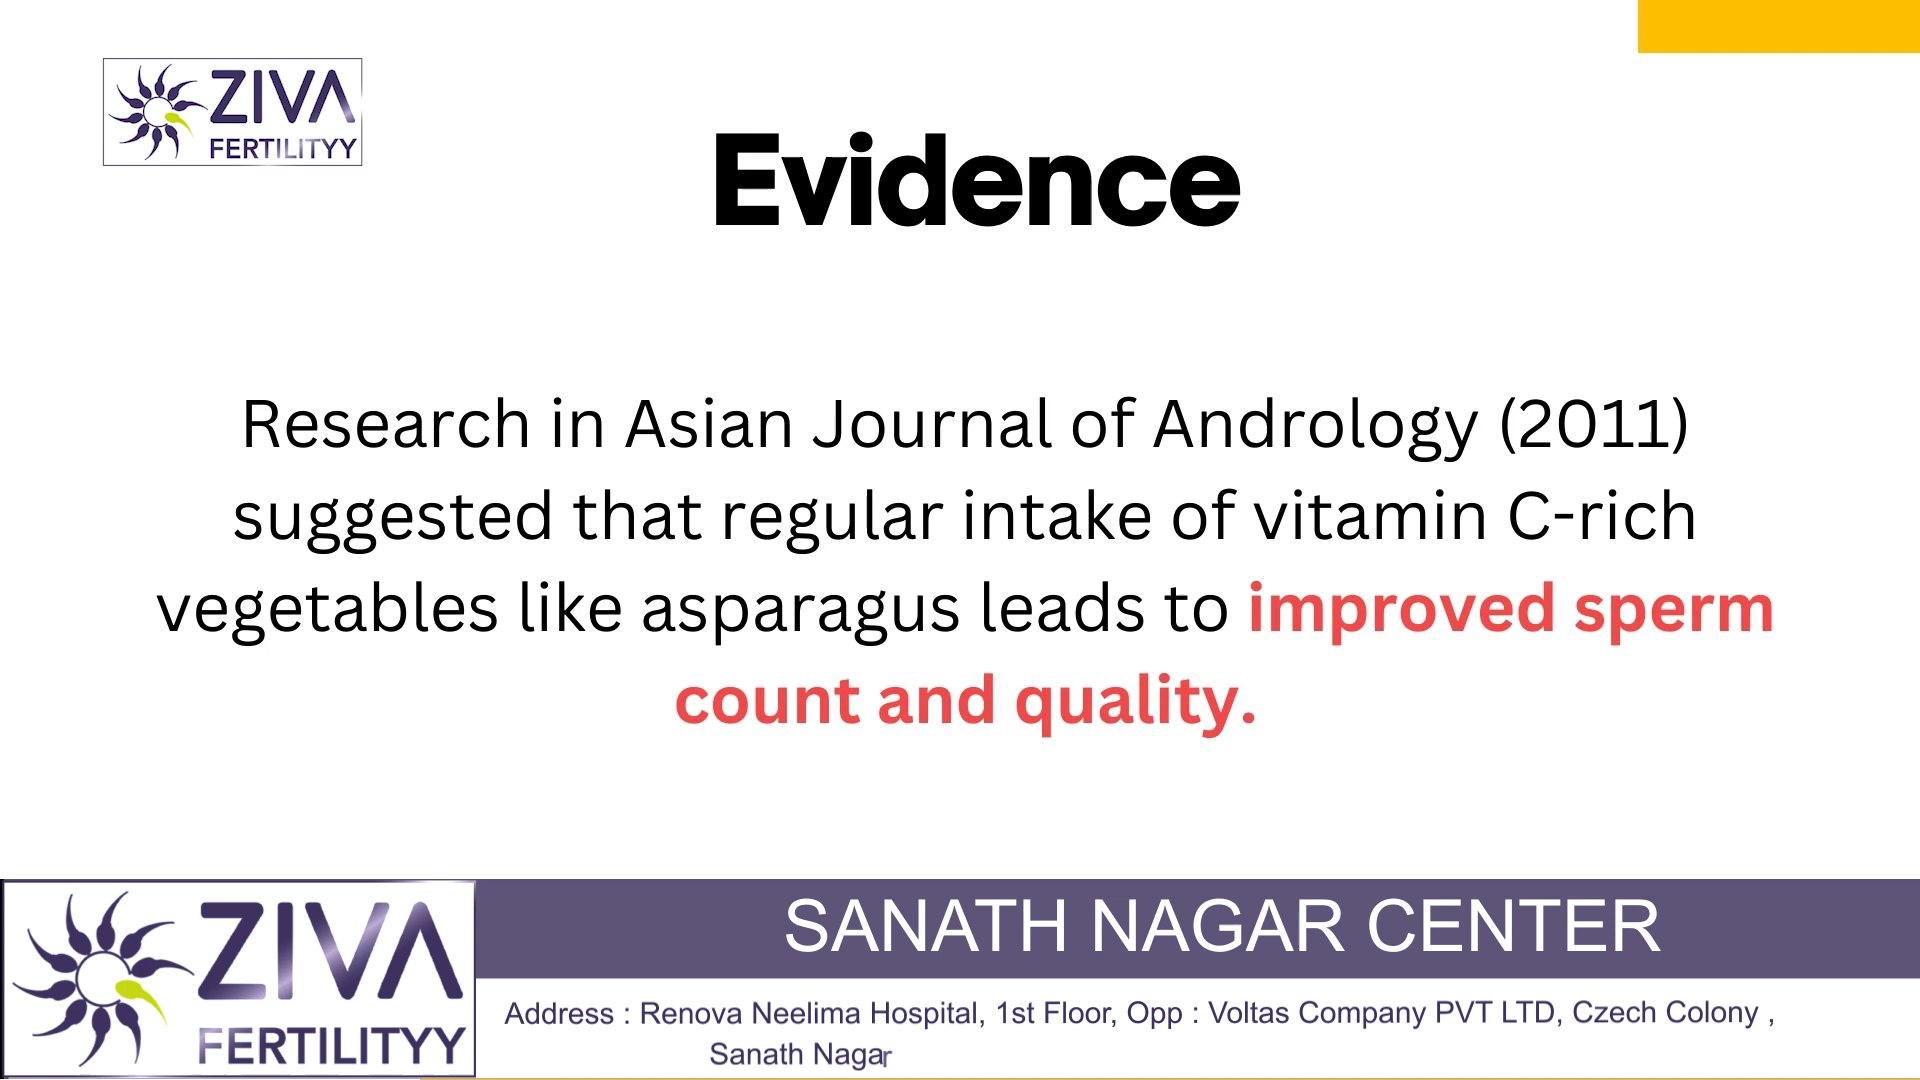 ZIVA
FERTILITYY
Evidence
Research in Asian Journal of Andrology (2011)
suggested that regular intake of vitamin C-rich
vegetables like asparagus leads to improved sperm
count and quality.
ZIVA
FERTILITYY
SANATH NAGAR CENTER
Address : Renova Neelima Hospital, 1st Floor, Opp : Voltas Company PVT LTD, Czech Colony ,
Sanath Nagar